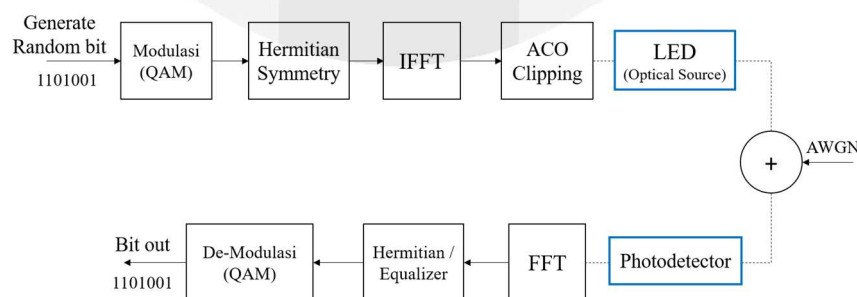 Generate
Random bit
1101001
Modulasi
(QAM)
Hermitian
Symmetry
IFFT
ACO
Clipping
LED
(Optical Source)
+
AWGN
Bit out
1101001
De-Modulasi
(QAM)
Hermitian /
Equalizer
FFT
Photodetector